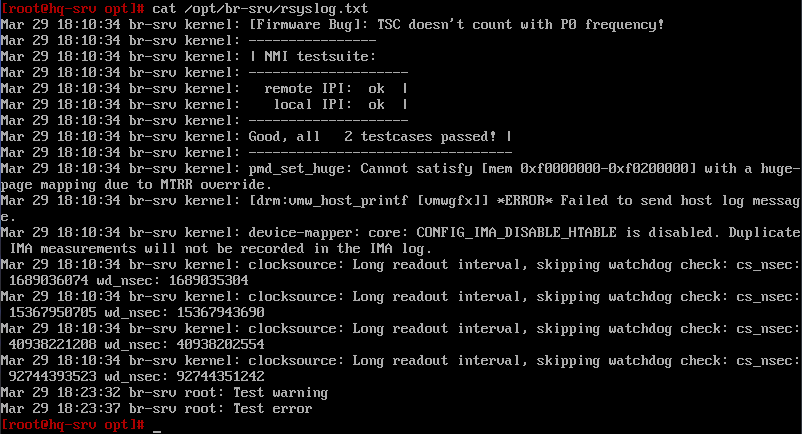 [root@hq-srv opt]# cat /opt/br-srv/rsyslog.txt
Mar 29 18:10:34 br-srv kernel: [Firmware Bug]: TSC doesn't count with P0 frequency!
Mar 29 18:10:34 br-srv kernel: ----------------
Mar 29 18:10:34 br-srv kernel: | NMI testsuite:
Mar 29 18:10:34 br-srv kernel: --------------------
Mar 29 18:10:34 br-srv kernel:   remote IPI:  ok  |
Mar 29 18:10:34 br-srv kernel:    local IPI:  ok  |
Mar 29 18:10:34 br-srv kernel: --------------------
Mar 29 18:10:34 br-srv kernel: Good, all   2 testcases passed! |
Mar 29 18:10:34 br-srv kernel: ---------------------------------
Mar 29 18:10:34 br-srv kernel: pmd_set_huge: Cannot satisfy [mem 0xf0000000-0xf0200000] with a huge-
page mapping due to MTRR override.
Mar 29 18:10:34 br-srv kernel: [drm:vmw_host_printf [vmwgfx]] *ERROR* Failed to send host log messag
e.
Mar 29 18:10:34 br-srv kernel: device-mapper: core: CONFIG_IMA_DISABLE_HTABLE is disabled. Duplicate
 IMA measurements will not be recorded in the IMA log.
Mar 29 18:10:34 br-srv kernel: clocksource: Long readout interval, skipping watchdog check: cs_nsec:
 1689036074 wd_nsec: 1689035304
Mar 29 18:10:34 br-srv kernel: clocksource: Long readout interval, skipping watchdog check: cs_nsec:
 15367950705 wd_nsec: 15367943690
Mar 29 18:10:34 br-srv kernel: clocksource: Long readout interval, skipping watchdog check: cs_nsec:
 40938221208 wd_nsec: 40938202554
Mar 29 18:10:34 br-srv kernel: clocksource: Long readout interval, skipping watchdog check: cs_nsec:
 92744393523 wd_nsec: 92744351242
Mar 29 18:23:32 br-srv root: Test warning
Mar 29 18:23:37 br-srv root: Test error
[root@hq-srv opt]# _